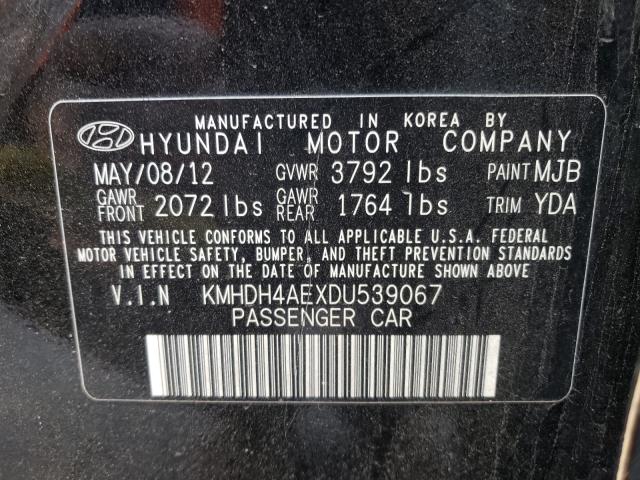 MANUFACTURED IN KOREA BY
HYUNDAI MOTOR COMPANY
MAY/08/12 GVWR 3792 lbs PAINT MJB
GAWR FRONT 2072 lbs GAWR REAR 1764 lbs TRIM YDA
THIS VEHICLE CONFORMS TO ALL APPLICABLE U.S.A. FEDERAL
MOTOR VEHICLE SAFETY, BUMPER, AND THEFT PREVENTION STANDARDS
IN EFFECT ON THE DATE OF MANUFACTURE SHOWN ABOVE.
V.I.N KMHDH4AEXDU539067
PASSENGER CAR